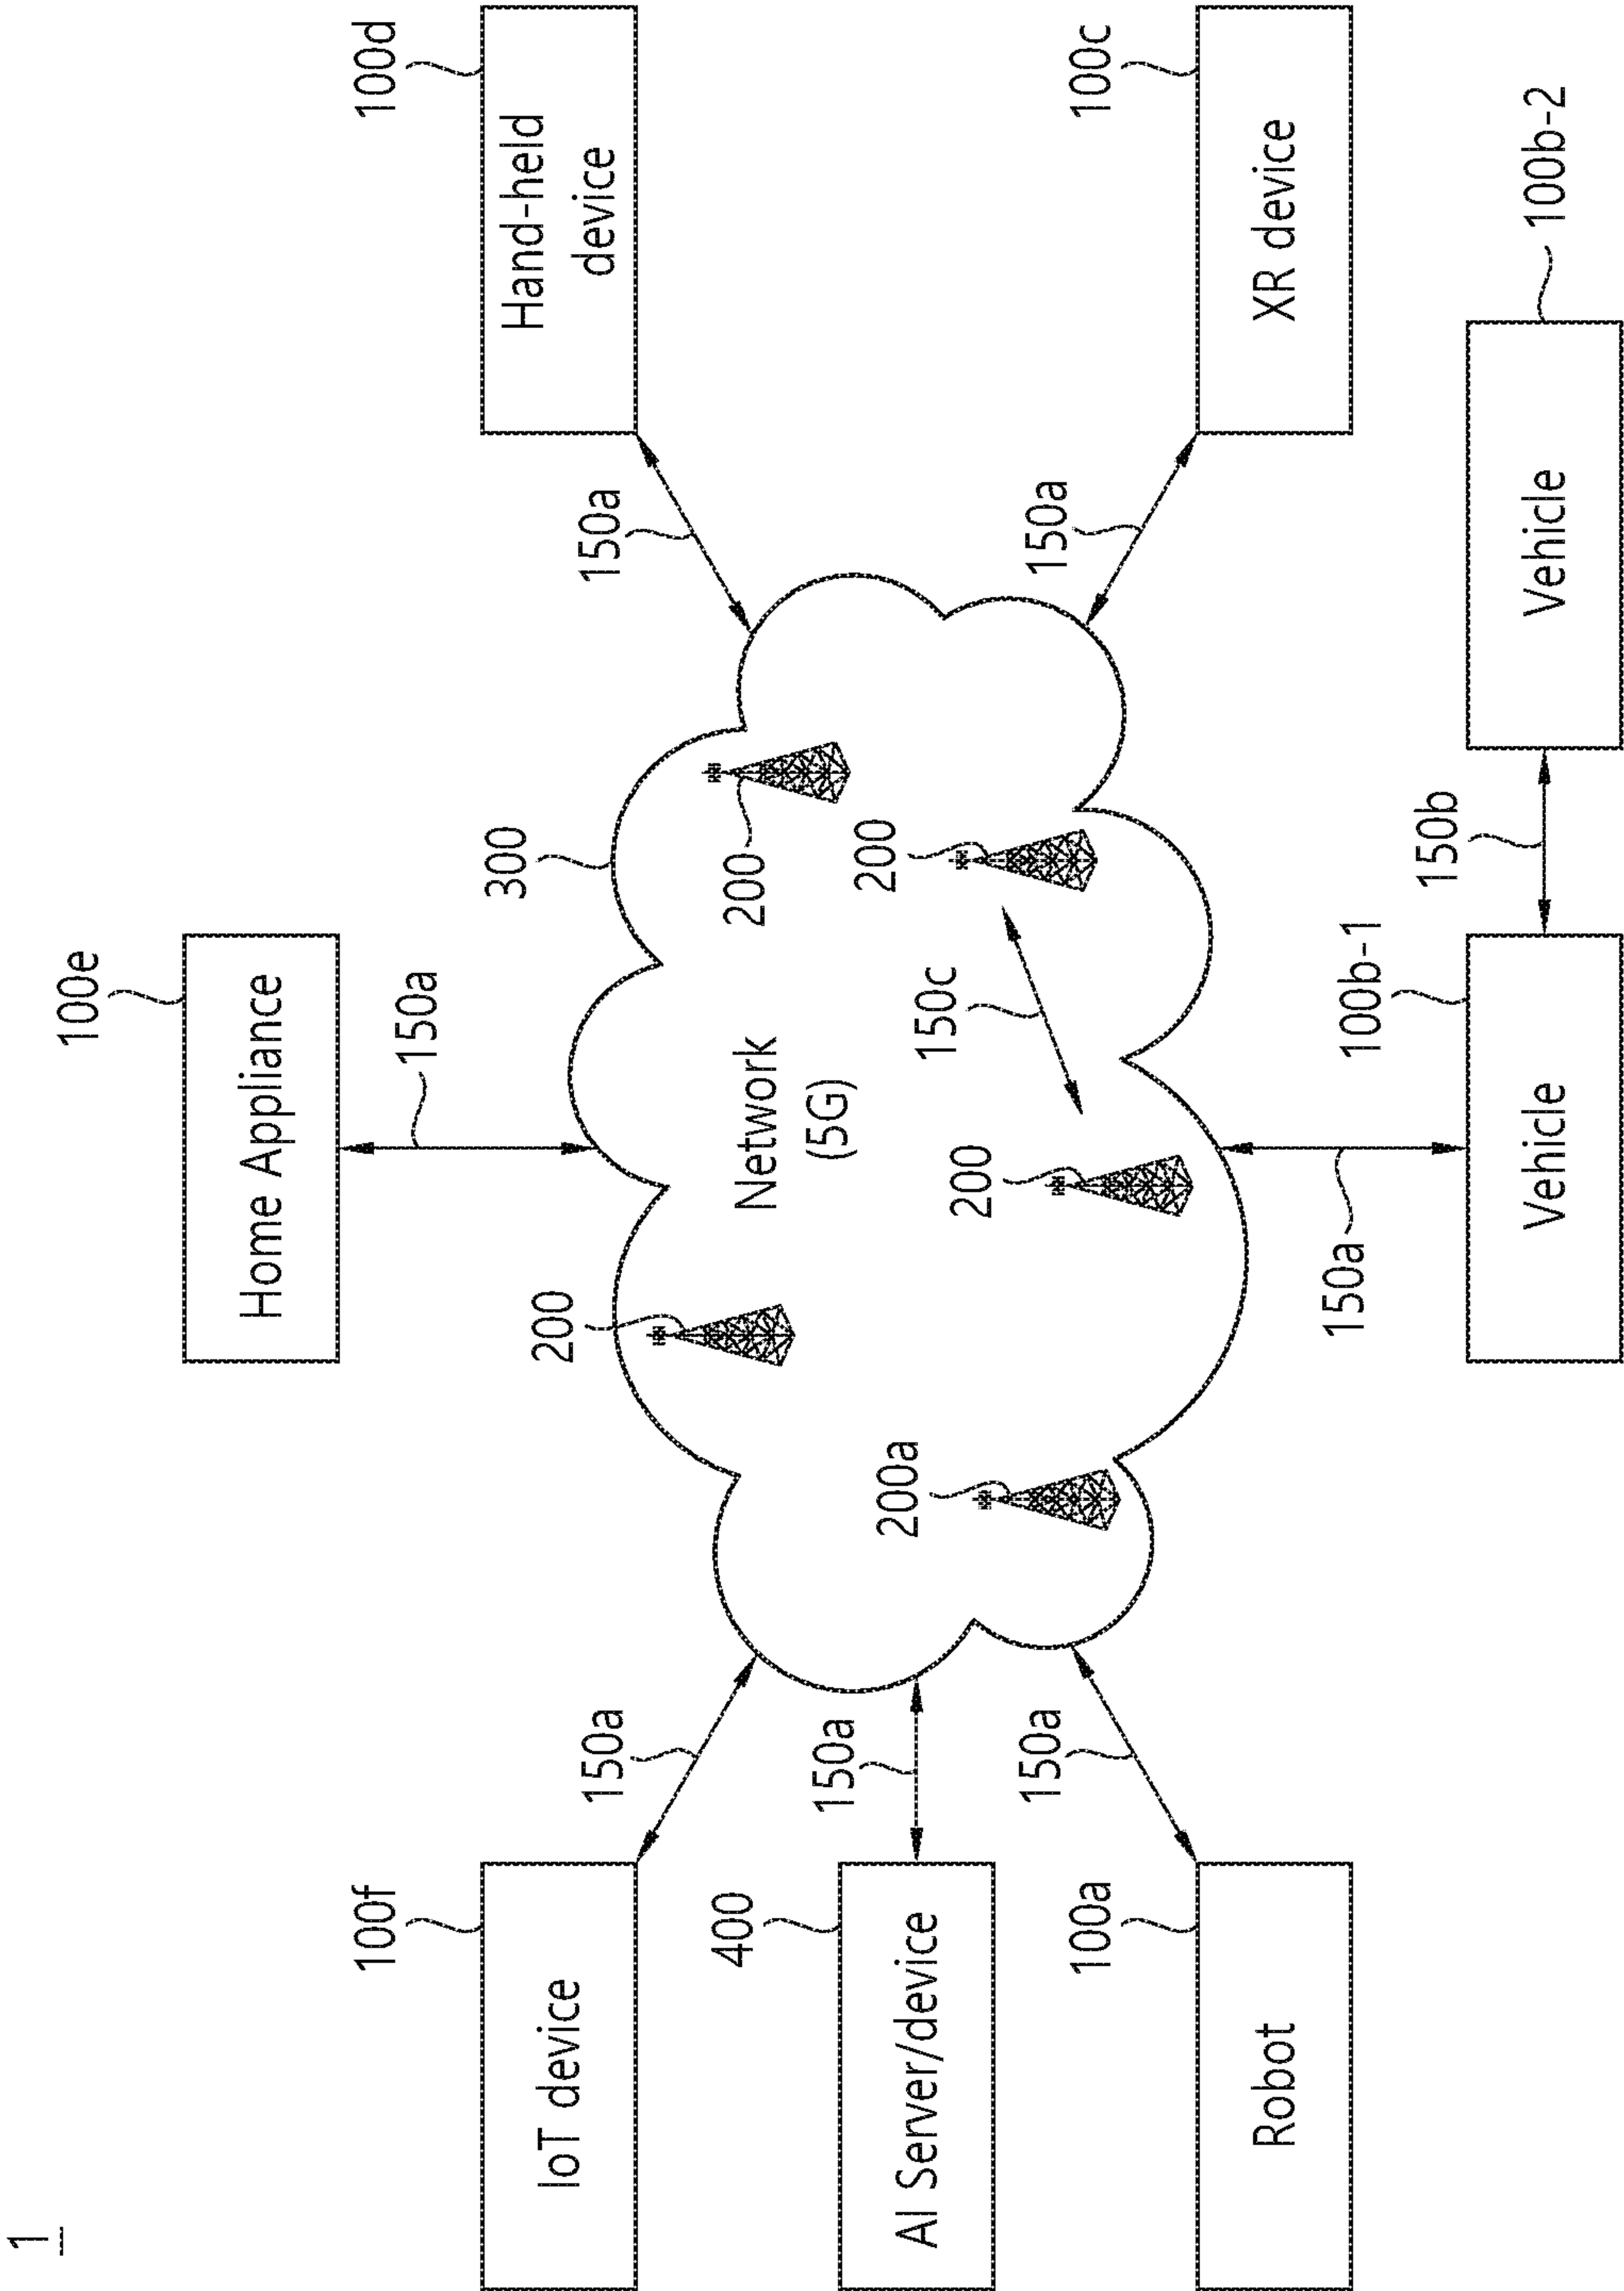 1
100e
Home Appliance
150a
100f
IoT device
150a
300
100d
Hand-held
device
150a
200
200
Network
(5G)
400
AI Server/device
150a
200a
200
150c
200
100a
Robot
150a
150a
100c
XR device
150a
100b-1
Vehicle
150b
100b-2
Vehicle